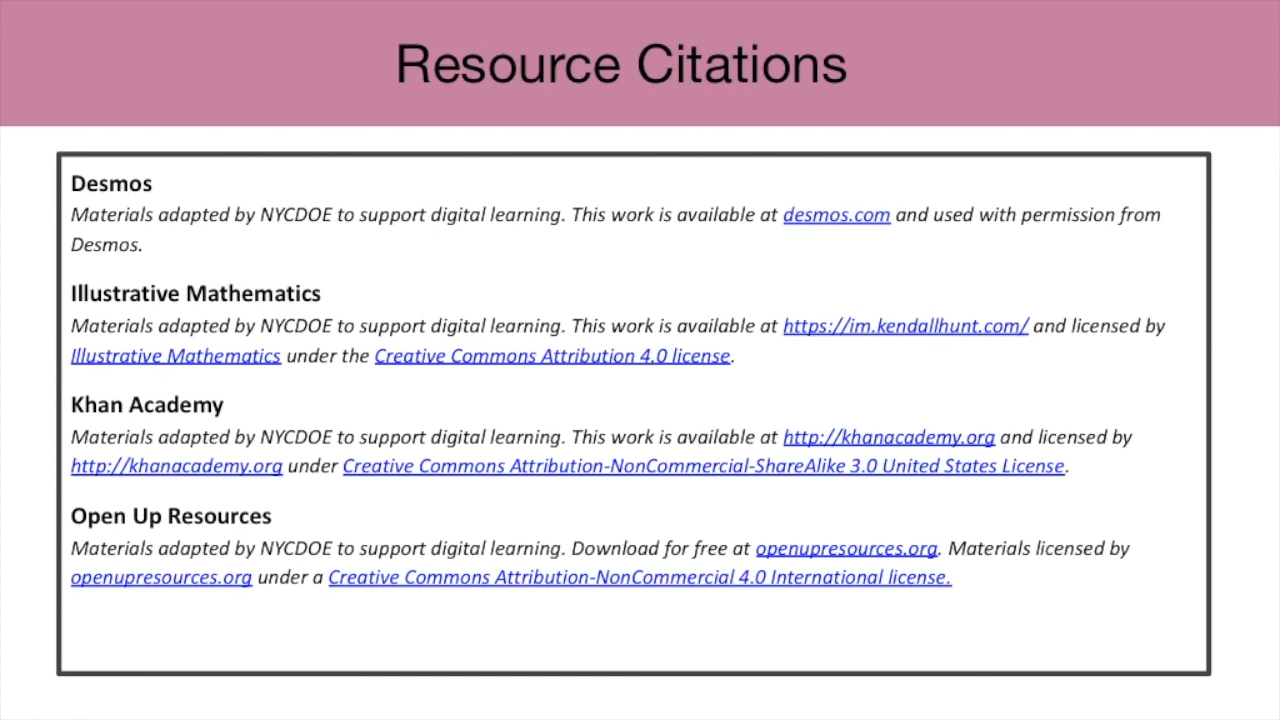 Resource Citations
Desmos
Materials adapted by NYCDOE to support digital learning. This work is available at desmos.com and used with permission from
Desmos.
Illustrative Mathematics
Materials adapted by NYCDOE to support digital learning. This work is available at https://im.kendallhunt.com/ and licensed by
Illustrative Mathematics under the Creative Commons Attribution 4.0 license.
Khan Academy
Materials adapted by NYCDOE to support digital learning. This work is available at http://khanacademy.org and licensed by
http://khanacademy.org under Creative Commons Attribution-NonCommercial-ShareAlike 3.0 United States License.
Open Up Resources
Materials adapted by NYCDOE to support digital learning. Download for free at openupresources.org. Materials licensed by
openupresources.org under a Creative Commons Attribution-NonCommercial 4.0 International license.